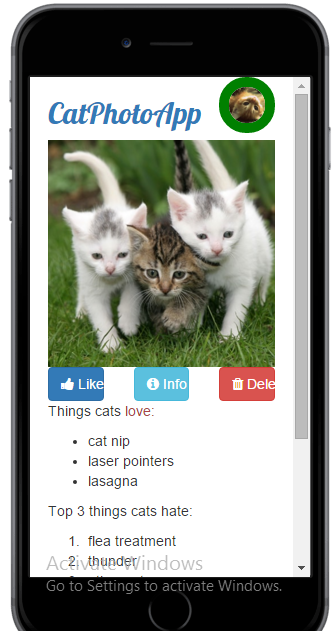 CatPhotoApp
Like
Info
Dele
Things cats love:
cat nip
laser pointers
lasagna
Top 3 things cats hate:
1. flea treatment
2. thunder
Activate Windows
Go to Settings to activate Windows.